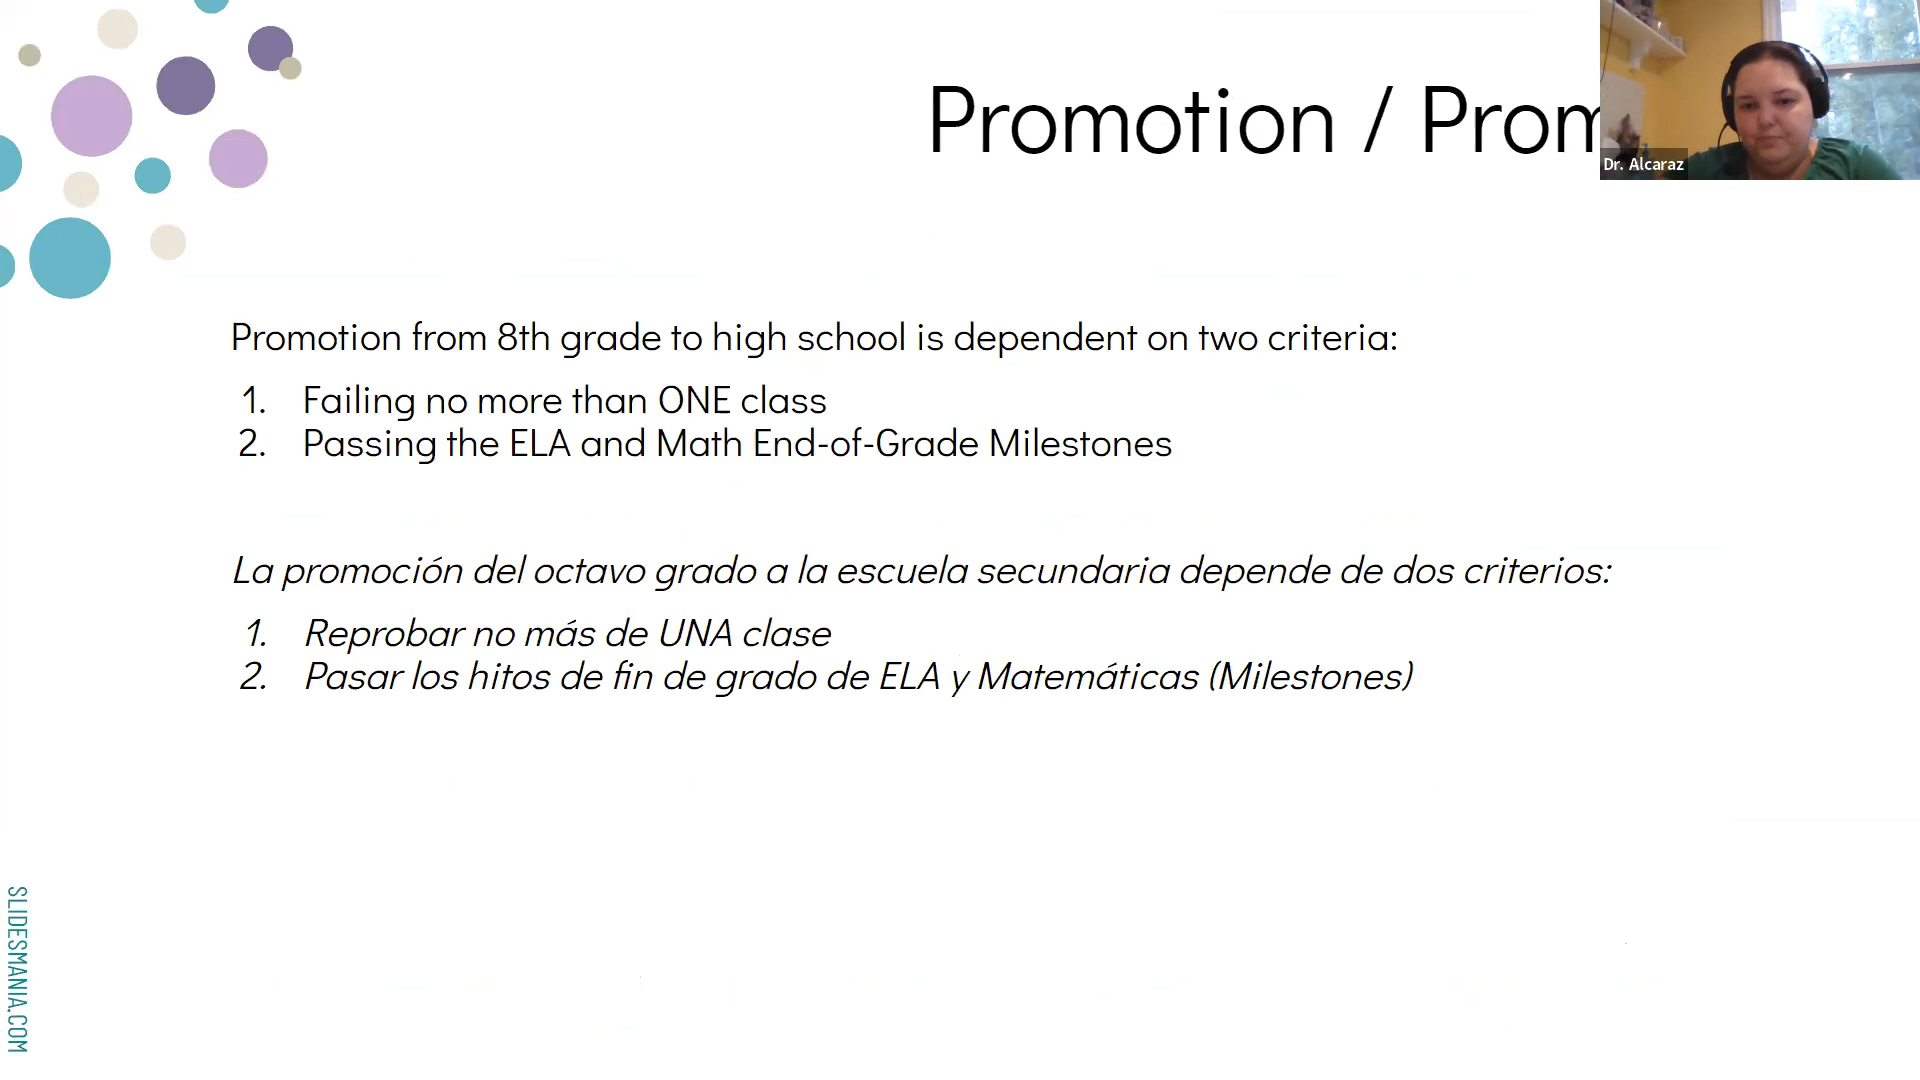 Promotion /
Dr. Alcaraz
Promotion from 8th grade to high school is dependent on two criteria:
1. Failing no more than ONE class
2. Passing the ELA and Math End-of-Grade Milestones
La promoción del octavo grado a la escuela secundaria depende de dos criterios:
1. Reprobar no más de UNA clase
2. Pasar los hitos de fin de grado de ELA y Matemáticas (Milestones)
SLIDESMANIA.COM